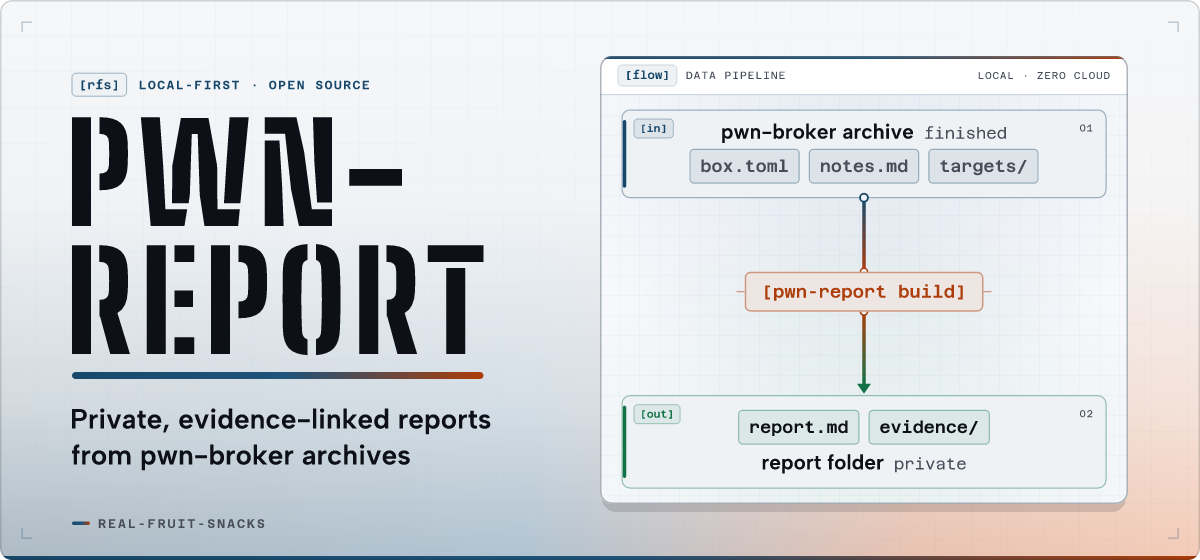 [rfs] LOCAL-FIRST · OPEN SOURCE
PWN-
REPORT
Private, evidence-linked reports
from pwn-broker archives
REAL-FRUIT-SNACKS
[flow] DATA PIPELINE
LOCAL · ZERO CLOUD
[in]
pwn-broker archive finished
01
box.toml notes.md targets/
[pwn-report build]
[out]
report.md evidence/
02
report folder private